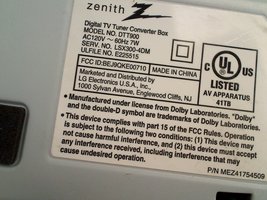 zenith
Digital TV Tuner Converter Box
MODEL NO. DTT900
AC120V ~ 60Hz 7W
SERV. NO. LSX300-4DM
ULFILE NO. E225515
FCC ID:BEJ9QKE00710
MADE IN CHINA
Marketed and Distributed by
LG Electronics U.S.A., Inc.
1000 Sylvan Avenue, Englewood Cliffs, NJ
C UL US
LISTED
AV APPARATUS
41TB
• Manufactured under license from Dolby Laboratories. "Dolby"
and the double-D symbol are trademarks of Dolby Laboratories.
• This device complies with part 15 of the FCC Rules. Operation
is subject to the following two conditions: (1) this device may
not cause harmful interference, and (2) this device must accept
any interference received, including interference that may
cause undesired operation.
P/N MEZ41754509